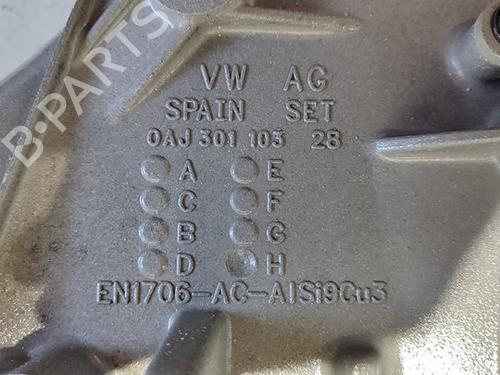 B-PARTS
VW AG
SPAIN SET
0AJ 301 103 28
A E
C F
B G
D H
EN1706-AC-AlSi9Cu3